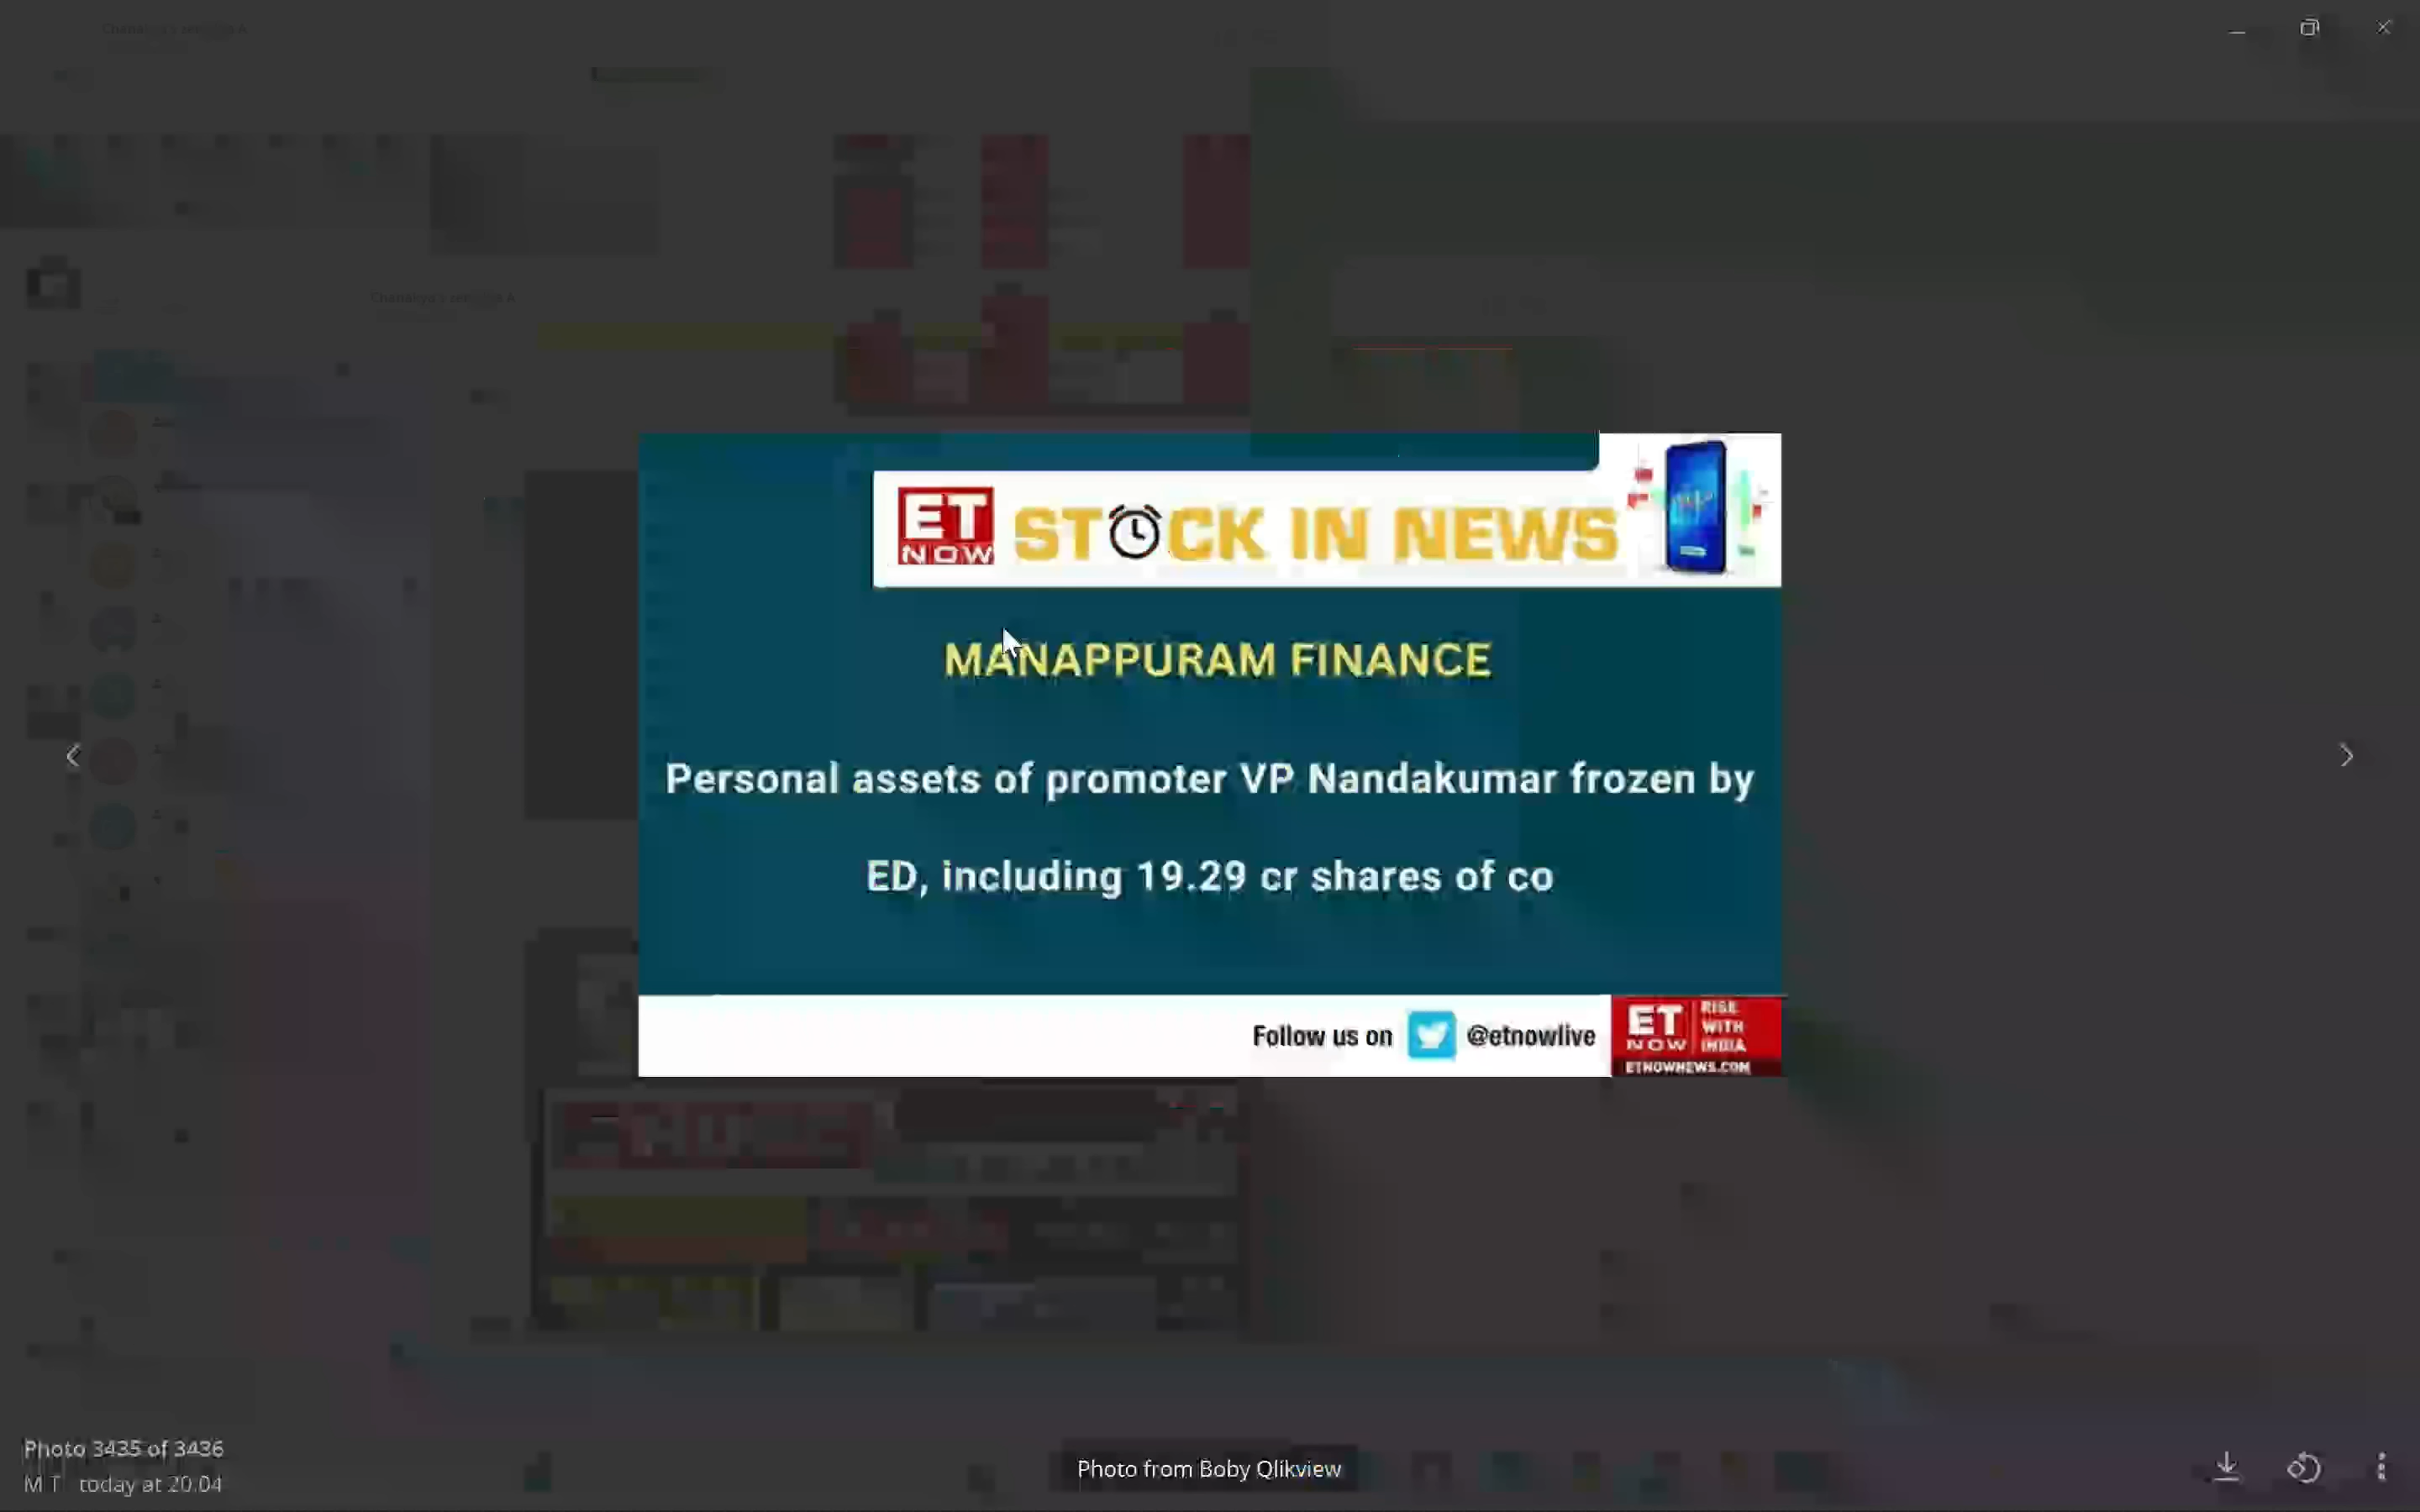 ET
NOW
STOCK IN NEWS
MANAPPURAM FINANCE
Personal assets of promoter VP Nandakumar frozen by
ED, including 19.29 cr shares of co
Follow us on @etnowlive
ET
NOW
RISE
WITH
INDIA
ETNOWNEWS.COM
Photo 3435 of 3436
M T today at 20.04
Photo from Boby Qlikview